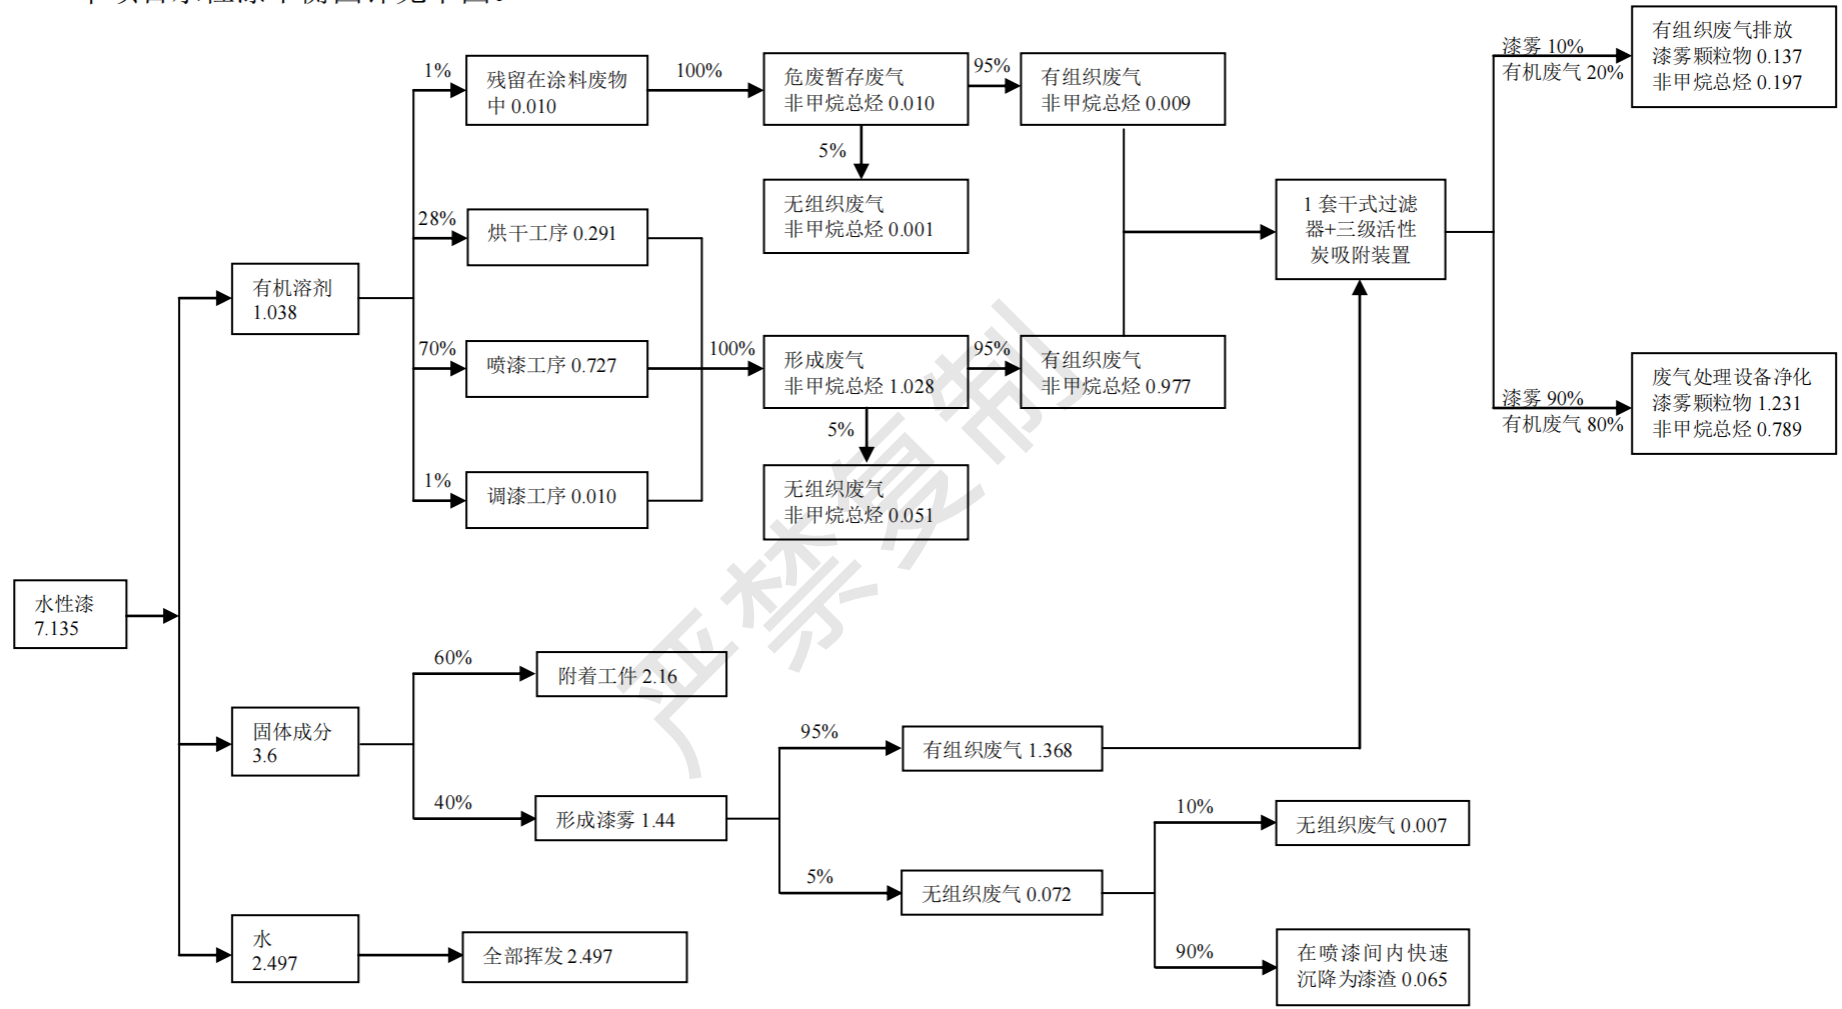 水性漆
7.135
有机溶剂
1.038
固体成分
3.6
水
2.497
1%
残留在涂料废物
中 0.010
28%
烘干工序 0.291
70%
喷漆工序 0.727
1%
调漆工序 0.010
100%
危废暂存废气
非甲烷总烃 0.010
95%
有组织废气
非甲烷总烃 0.009
5%
无组织废气
非甲烷总烃 0.001
100%
形成废气
非甲烷总烃 1.028
95%
有组织废气
非甲烷总烃 0.977
5%
无组织废气
非甲烷总烃 0.051
1 套干式过滤
器+三级活性
炭吸附装置
漆雾 10%
有机废气 20%
有组织废气排放
漆雾颗粒物 0.137
非甲烷总烃 0.197
漆雾 90%
有机废气 80%
废气处理设备净化
漆雾颗粒物 1.231
非甲烷总烃 0.789
60%
附着工件 2.16
40%
形成漆雾 1.44
95%
有组织废气 1.368
5%
无组织废气 0.072
10%
无组织废气 0.007
90%
在喷漆间内快速
沉降为漆渣 0.065
全部挥发 2.497
严禁复制